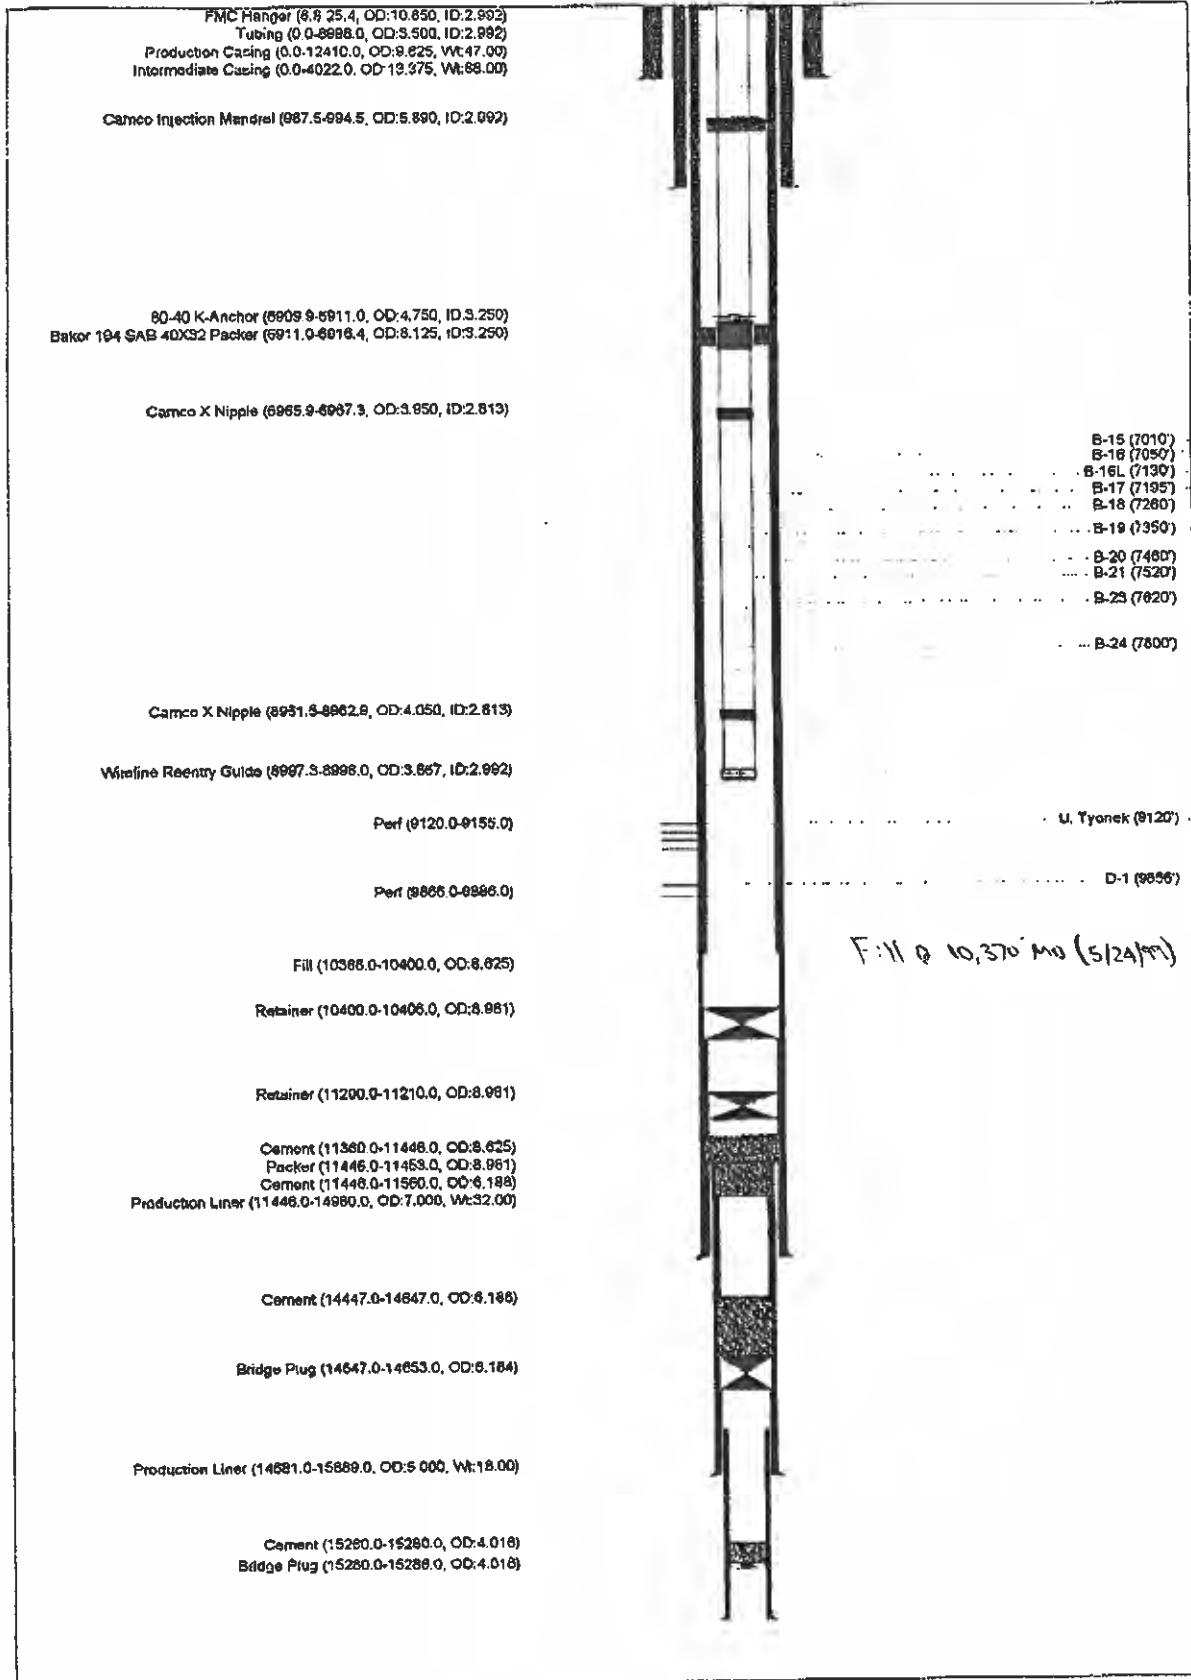 FMC Hanger (6.8 25.4, OD:10.850, ID:2.992)
Tubing (0.0-8998.0, OD:3.500, ID:2.992)
Production Casing (0.0-12410.0, OD:9.625, Wt:47.00)
Intermediate Casing (0.0-4022.0, OD 13.375, Wt:68.00)
Camco Injection Mandrel (987.5-994.5, OD:5.890, ID:2.992)
80-40 K-Anchor (6909.9-6911.0, OD:4.750, ID:3.250)
Baker 194 SAB 40X32 Packer (6911.0-6916.4, OD:8.125, ID:3.250)
Camco X Nipple (6965.9-6967.3, OD:3.950, ID:2.813)
B-15 (7010')
B-16 (7050')
B-16L (7130')
B-17 (7195')
B-18 (7260')
B-19 (7350')
B-20 (7460')
B-21 (7520')
B-23 (7620')
B-24 (7800')
Camco X Nipple (8961.5-8962.9, OD:4.050, ID:2.813)
Wireline Reentry Guide (8997.3-8998.0, OD:3.667, ID:2.992)
Perf (9120.0-9155.0)
U. Tyonek (9120')
Perf (9866.0-9886.0)
D-1 (9856')
Fill @ 10,370' MD (5/24/99)
Fill (10368.0-10400.0, OD:8.625)
Retainer (10400.0-10406.0, OD:8.981)
Retainer (11200.0-11210.0, OD:8.981)
Cement (11360.0-11446.0, OD:8.625)
Packer (11446.0-11453.0, OD:8.981)
Cement (11446.0-11560.0, OD:6.188)
Production Liner (11446.0-14980.0, OD:7.000, Wt:32.00)
Cement (14447.0-14647.0, OD:6.188)
Bridge Plug (14647.0-14653.0, OD:6.184)
Production Liner (14681.0-15689.0, OD:5 000, Wt:18.00)
Cement (15260.0-15280.0, OD:4.016)
Bridge Plug (15280.0-15286.0, OD:4.016)